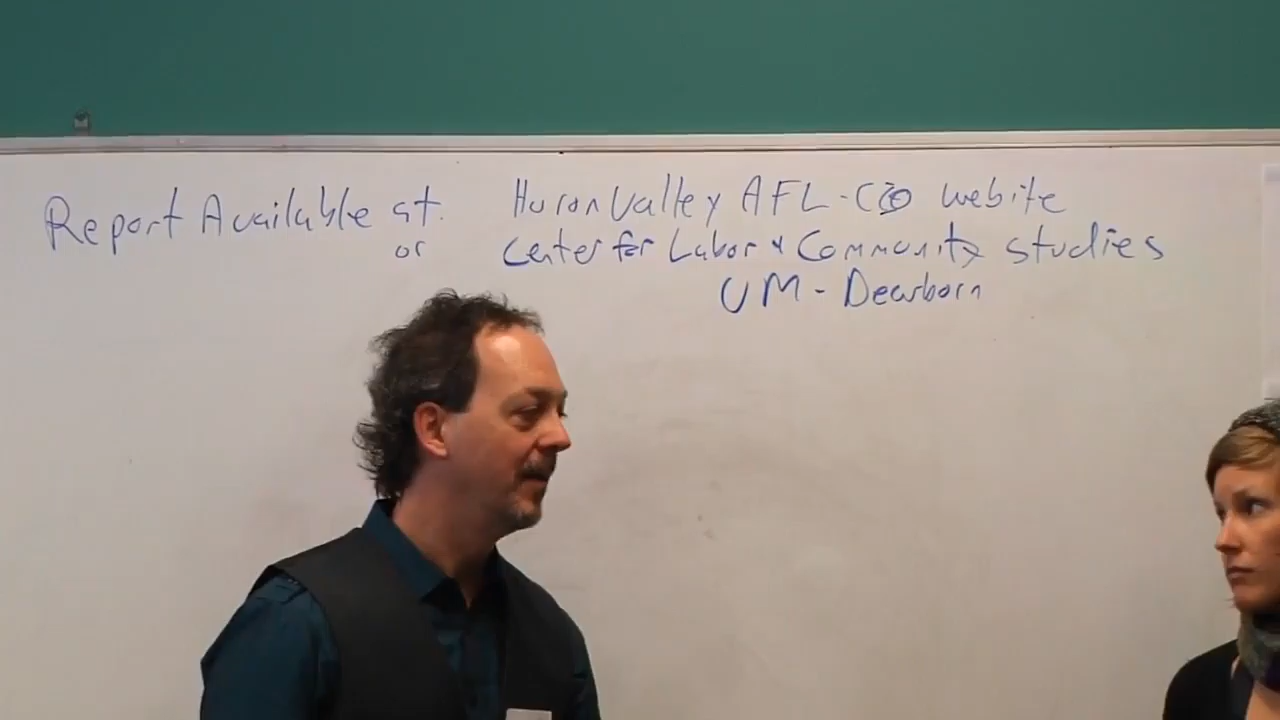 Report Available at. Huron Valley AFL-CIO webite
or Center for Labor & Community studies
UM - Dearborn